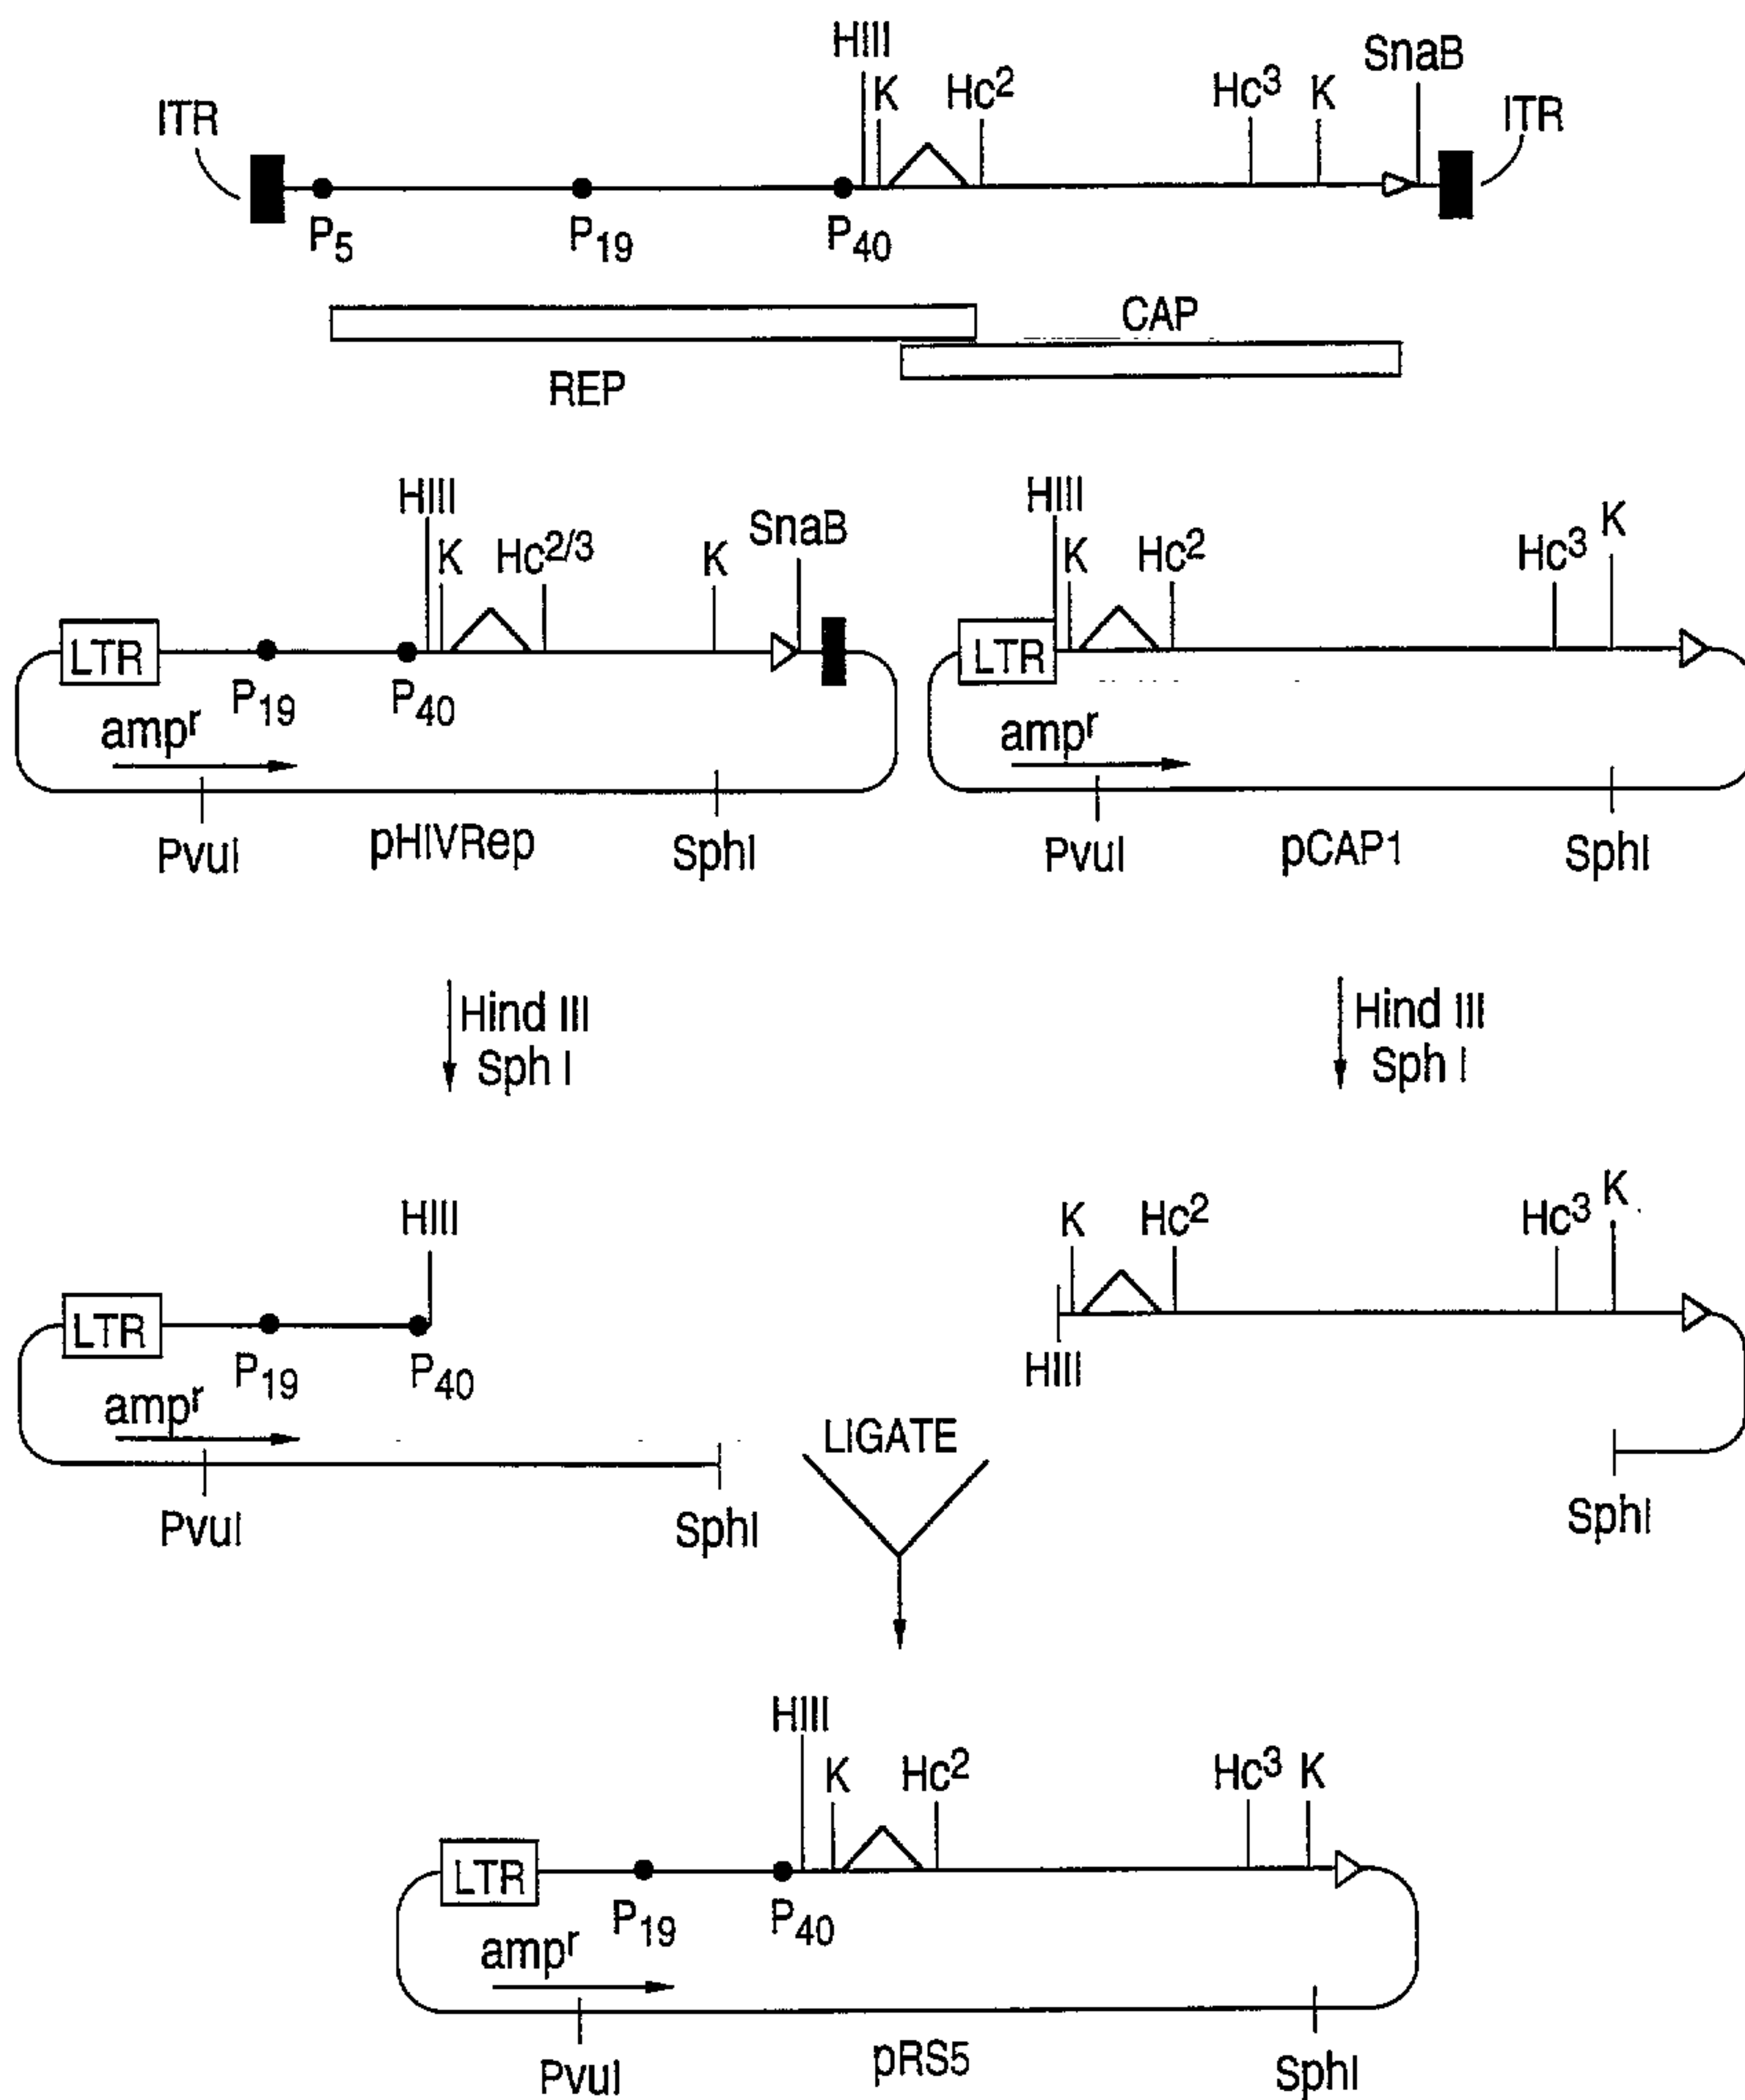 HIII
K
Hc2
Hc3
K
SnaB
ITR
ITR
P5
P19
P40
CAP
REP
HIII
K
Hc2/3
K
SnaB
LTR
P19
P40
ampr
PvuI
pHIVRep
SphI
HIII
K
Hc2
Hc3
K
LTR
ampr
PvuI
pCAP1
SphI
Hind III
Sph I
Hind III
Sph I
HIII
LTR
P19
P40
ampr
PvuI
SphI
K
Hc2
Hc3
K
HIII
SphI
LIGATE
HIII
K
Hc2
Hc3
K
LTR
P19
P40
ampr
PvuI
pRS5
SphI